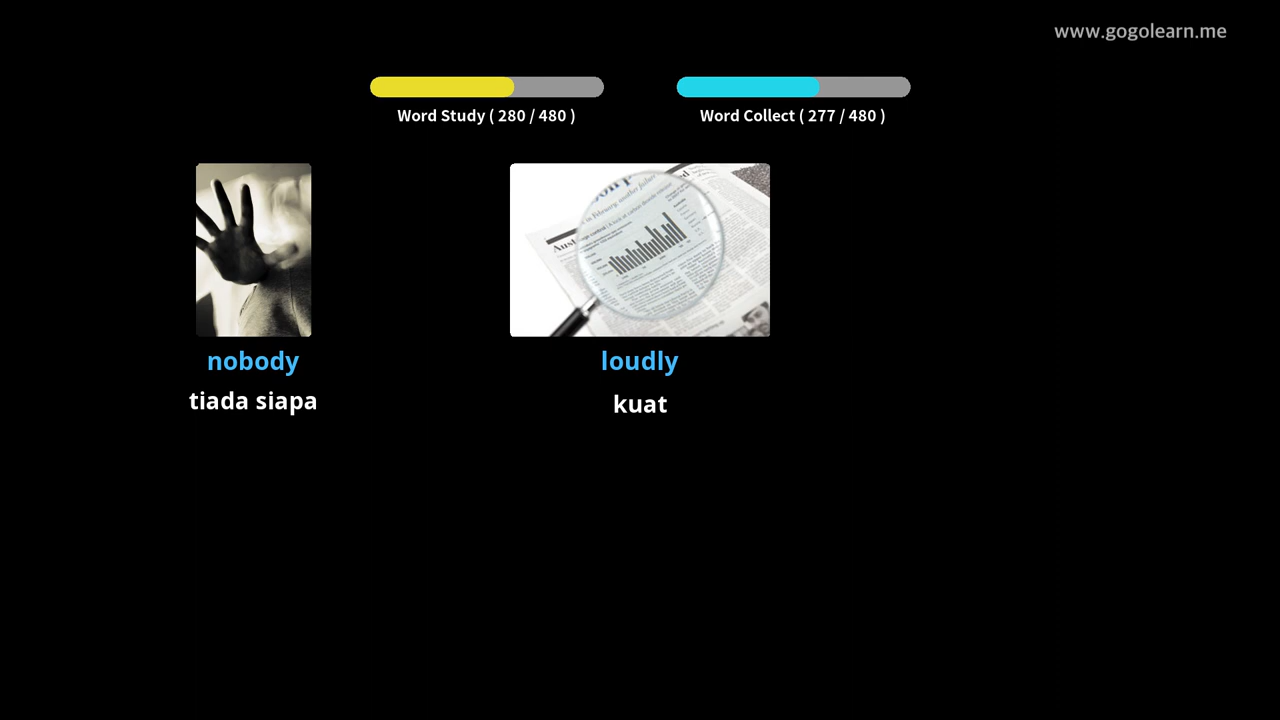 www.gogolearn.me
Word Study ( 280 / 480 )
Word Collect ( 277 / 480 )
nobody
tiada siapa
loudly
kuat